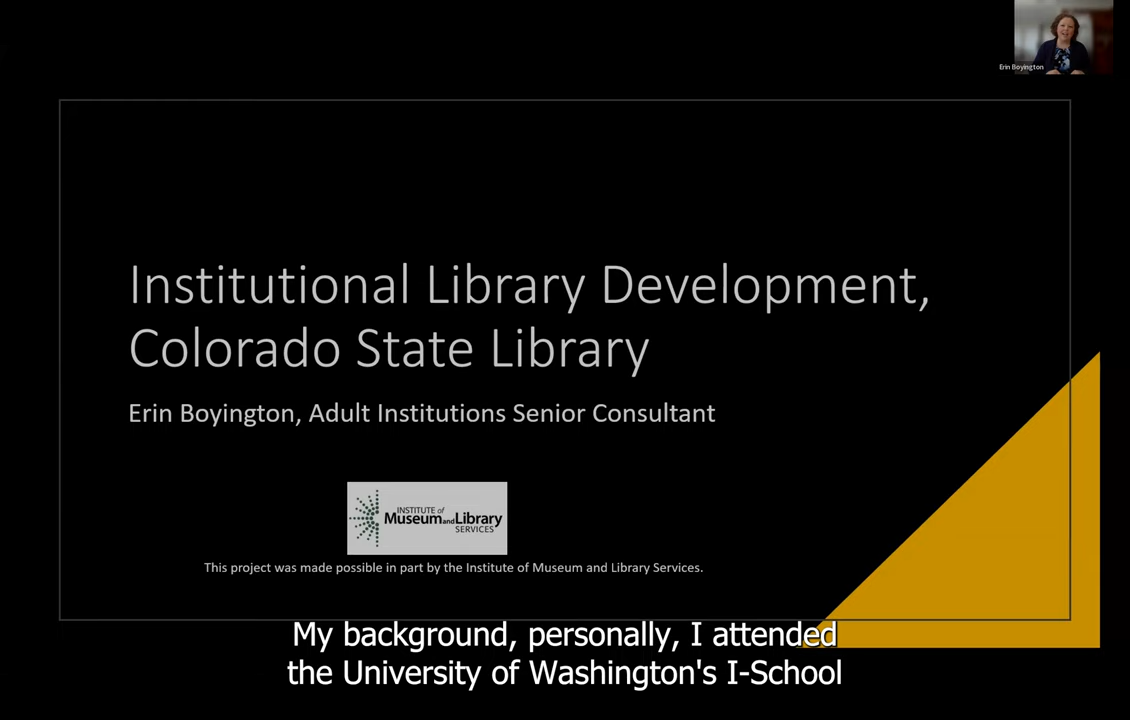 Erin Boyington
Institutional Library Development,
Colorado State Library
Erin Boyington, Adult Institutions Senior Consultant
INSTITUTE of
Museum and Library
SERVICES
This project was made possible in part by the Institute of Museum and Library Services.
My background, personally, I attended
the University of Washington's I-School